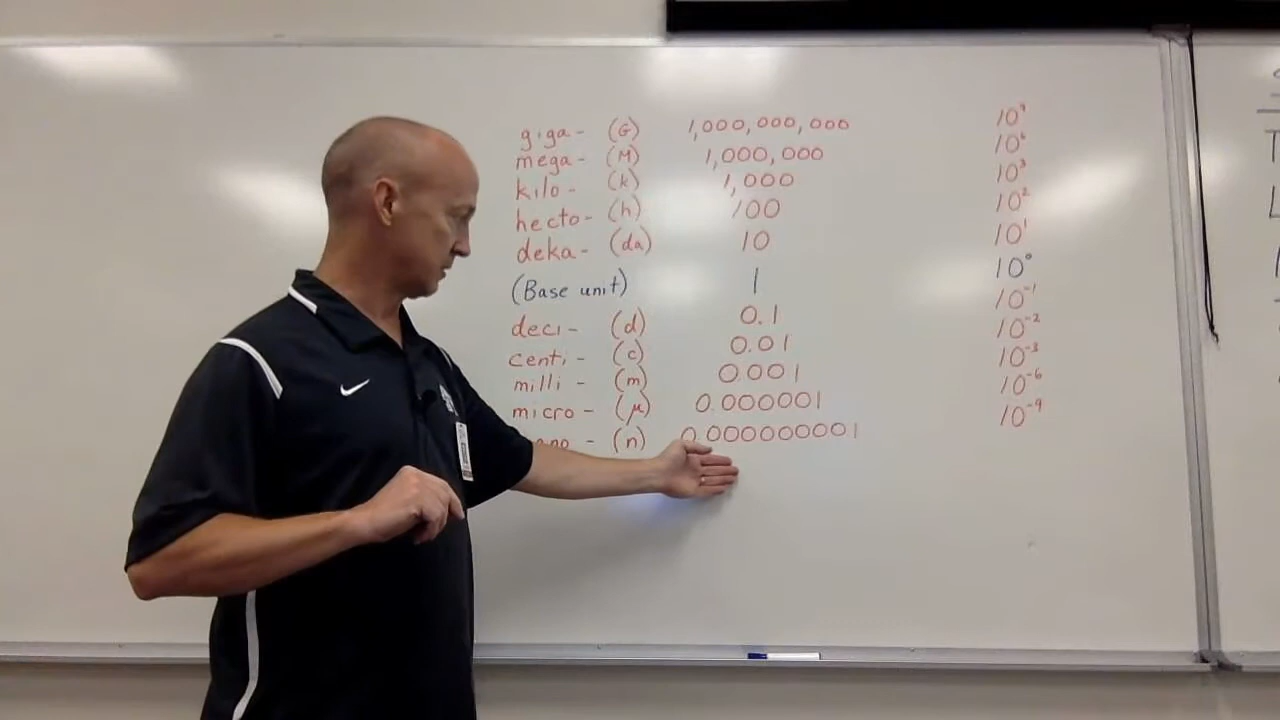 giga- (G) 1,000,000,000 10⁹
mega- (M) 1,000,000 10⁶
kilo- (k) 1,000 10³
hecto- (h) 100 10²
deka- (da) 10 10¹
(Base unit) 1 10⁰
deci- (d) 0.1 10⁻¹
centi- (c) 0.01 10⁻²
milli- (m) 0.001 10⁻³
micro- (μ) 0.000001 10⁻⁶
ano- (n) 0.000000001 10⁻⁹